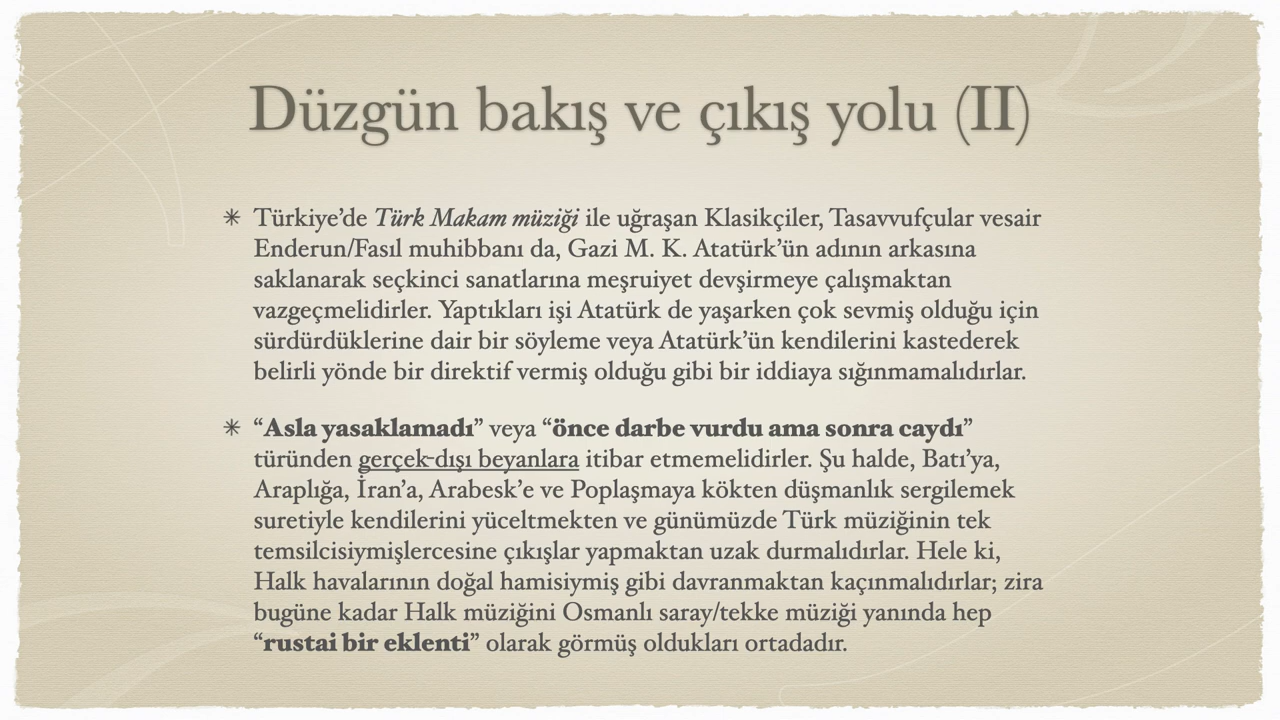 Düzgün bakış ve çıkış yolu (II)
✳ Türkiye’de Türk Makam müziği ile uğraşan Klasikçiler, Tasavvufçular vesair
Enderun/Fasıl muhibbanı da, Gazi M. K. Atatürk’ün adının arkasına
saklanarak seçkinci sanatlarına meşruiyet devşirmeye çalışmaktan
vazgeçmelidirler. Yaptıkları işi Atatürk de yaşarken çok sevmiş olduğu için
sürdürdüklerine dair bir söyleme veya Atatürk’ün kendilerini kastederek
belirli yönde bir direktif vermiş olduğu gibi bir iddiaya sığınmamalıdırlar.
✳ “Asla yasaklamadı” veya “önce darbe vurdu ama sonra caydı”
türünden gerçek-dışı beyanlara itibar etmemelidirler. Şu halde, Batı’ya,
Araplığa, İran’a, Arabesk’e ve Poplaşmaya kökten düşmanlık sergilemek
suretiyle kendilerini yüceltmekten ve günümüzde Türk müziğinin tek
temsilcisiymişlercesine çıkışlar yapmaktan uzak durmalıdırlar. Hele ki,
Halk havalarının doğal hamisiymiş gibi davranmaktan kaçınmalıdırlar; zira
bugüne kadar Halk müziğini Osmanlı saray/tekke müziği yanında hep
“rustai bir eklenti” olarak görmüş oldukları ortadadır.